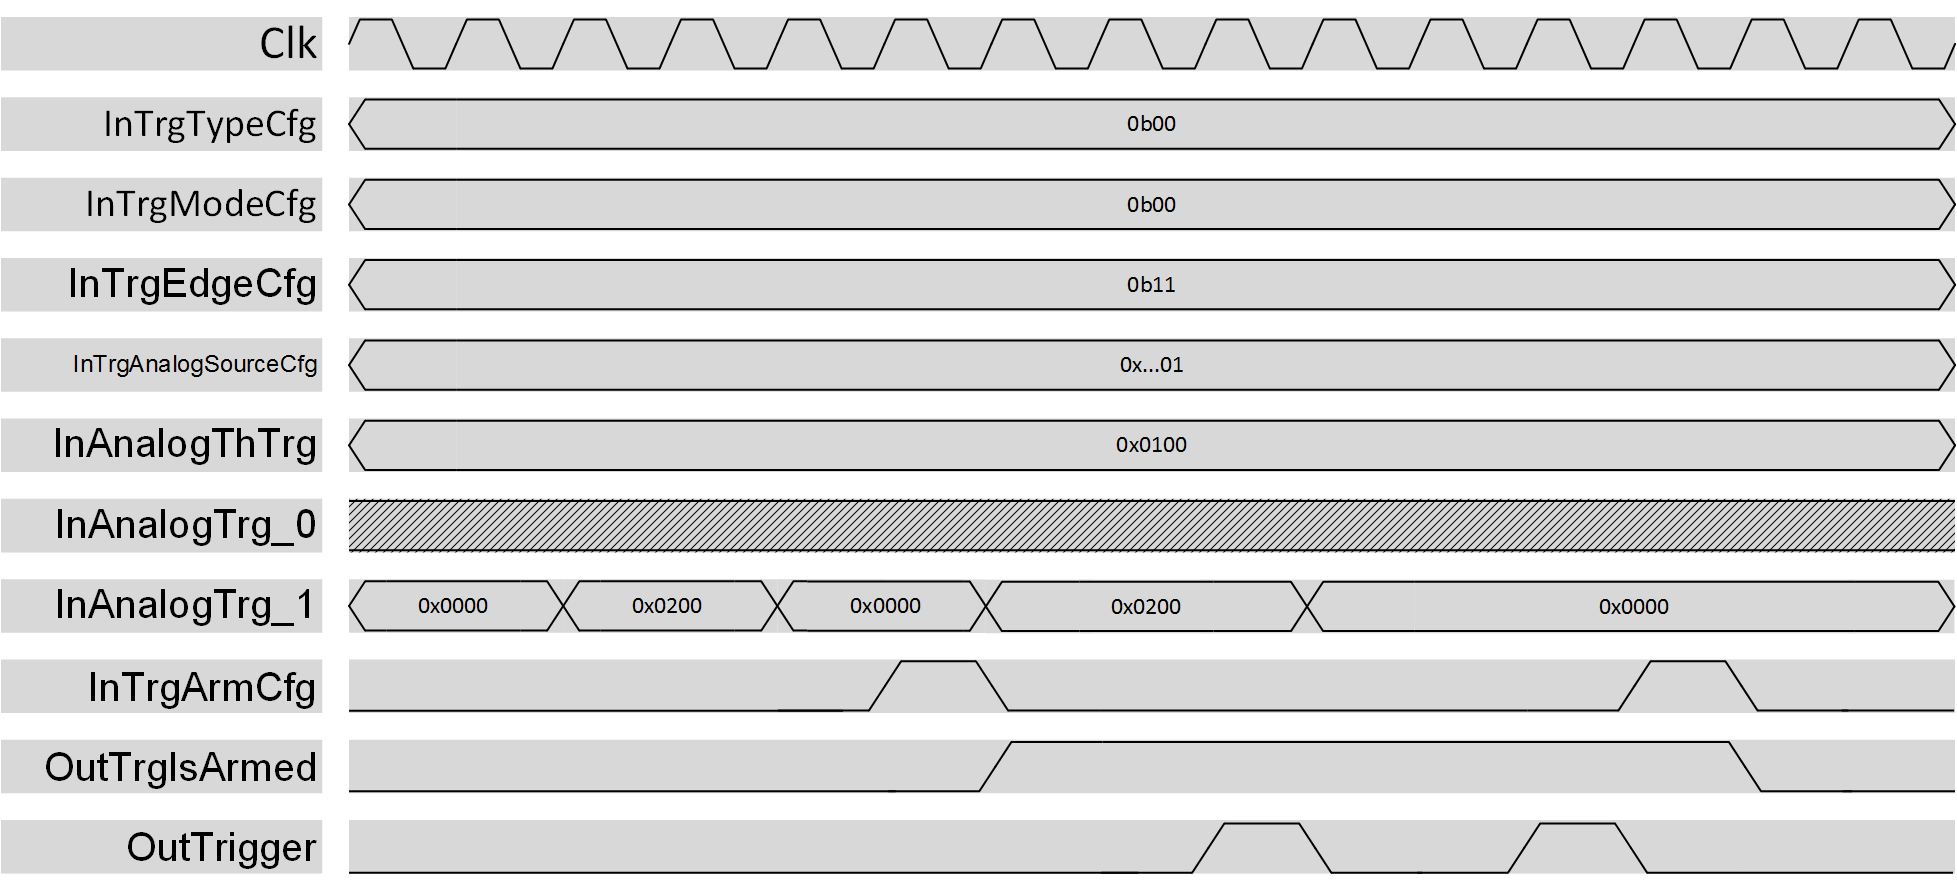 Clk
InTrgTypeCfg 0b00
InTrgModeCfg 0b00
InTrgEdgeCfg 0b11
InTrgAnalogSourceCfg 0x...01
InAnalogThTrg 0x0100
InAnalogTrg_0
InAnalogTrg_1 0x0000 0x0200 0x0000 0x0200 0x0000
InTrgArmCfg
OutTrgIsArmed
OutTrigger